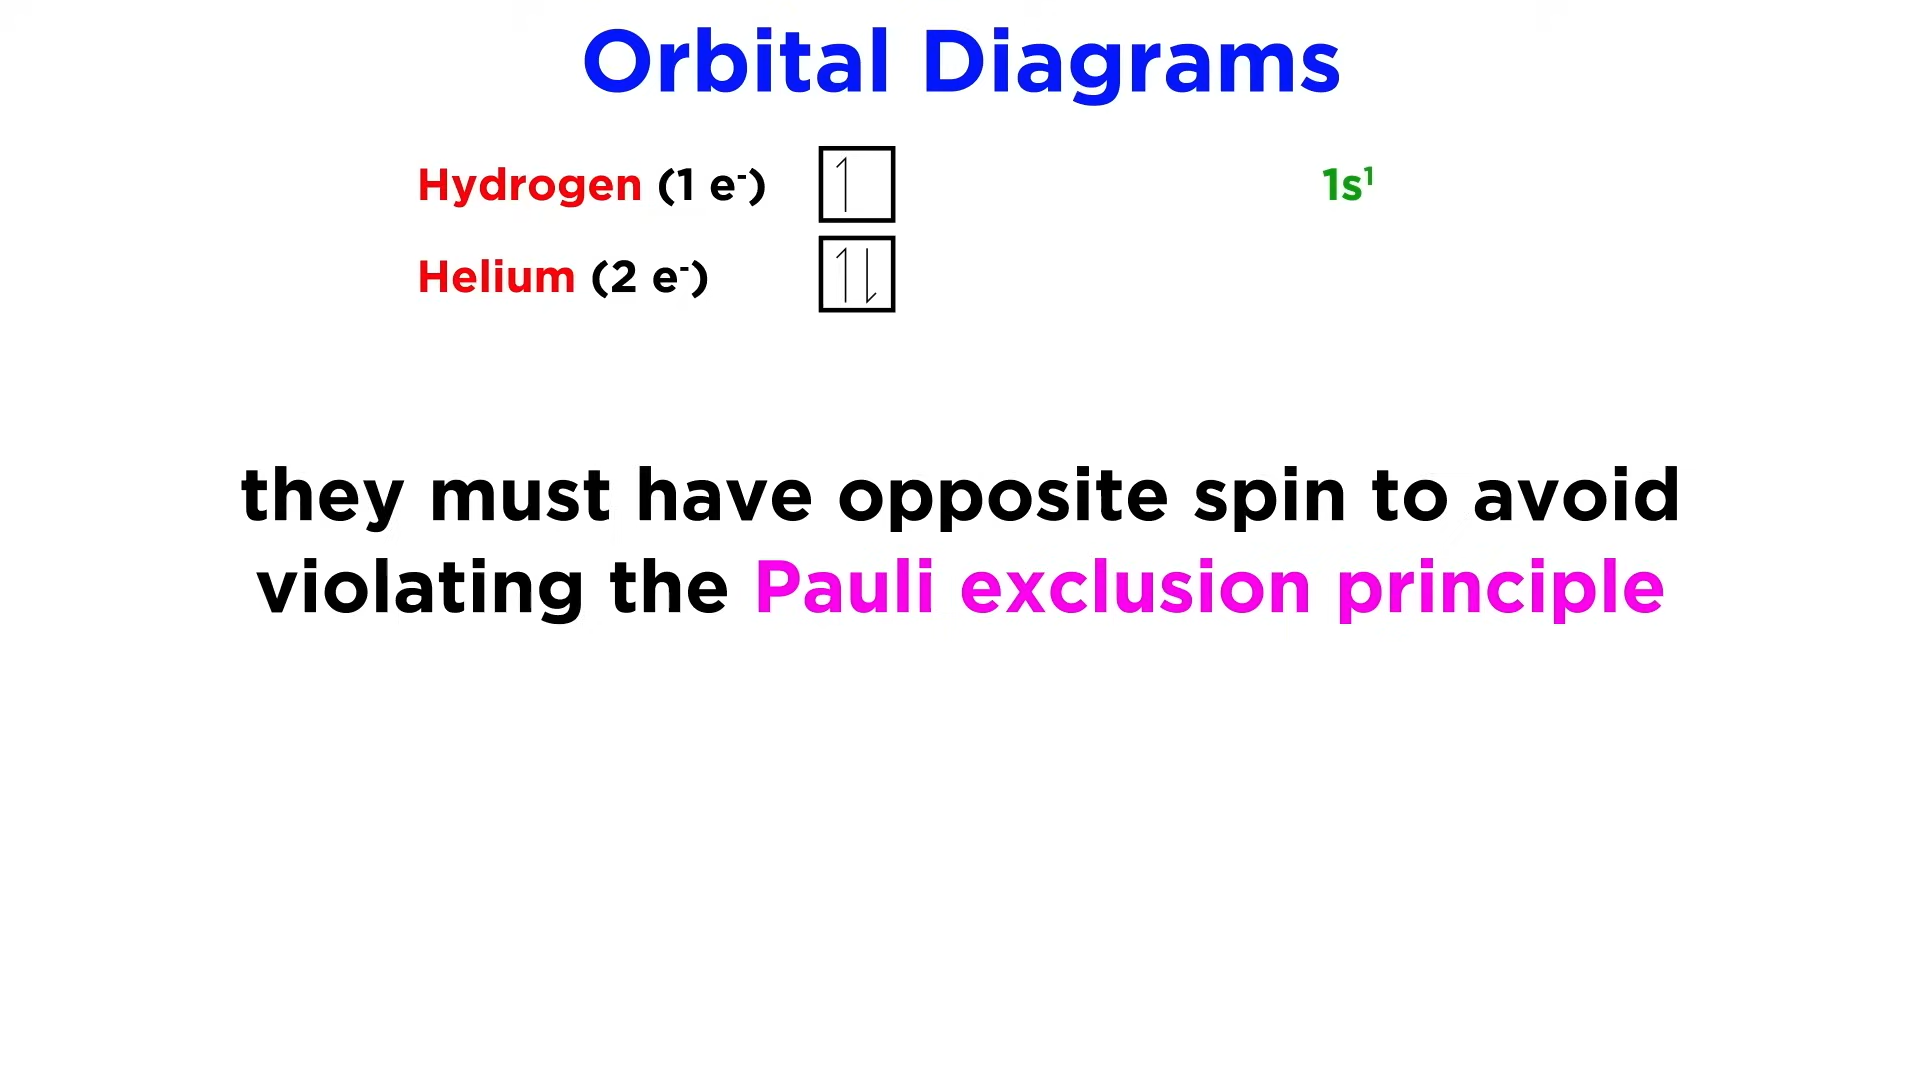 Orbital Diagrams
Hydrogen (1 e⁻) 1s¹
Helium (2 e⁻)
they must have opposite spin to avoid
violating the Pauli exclusion principle